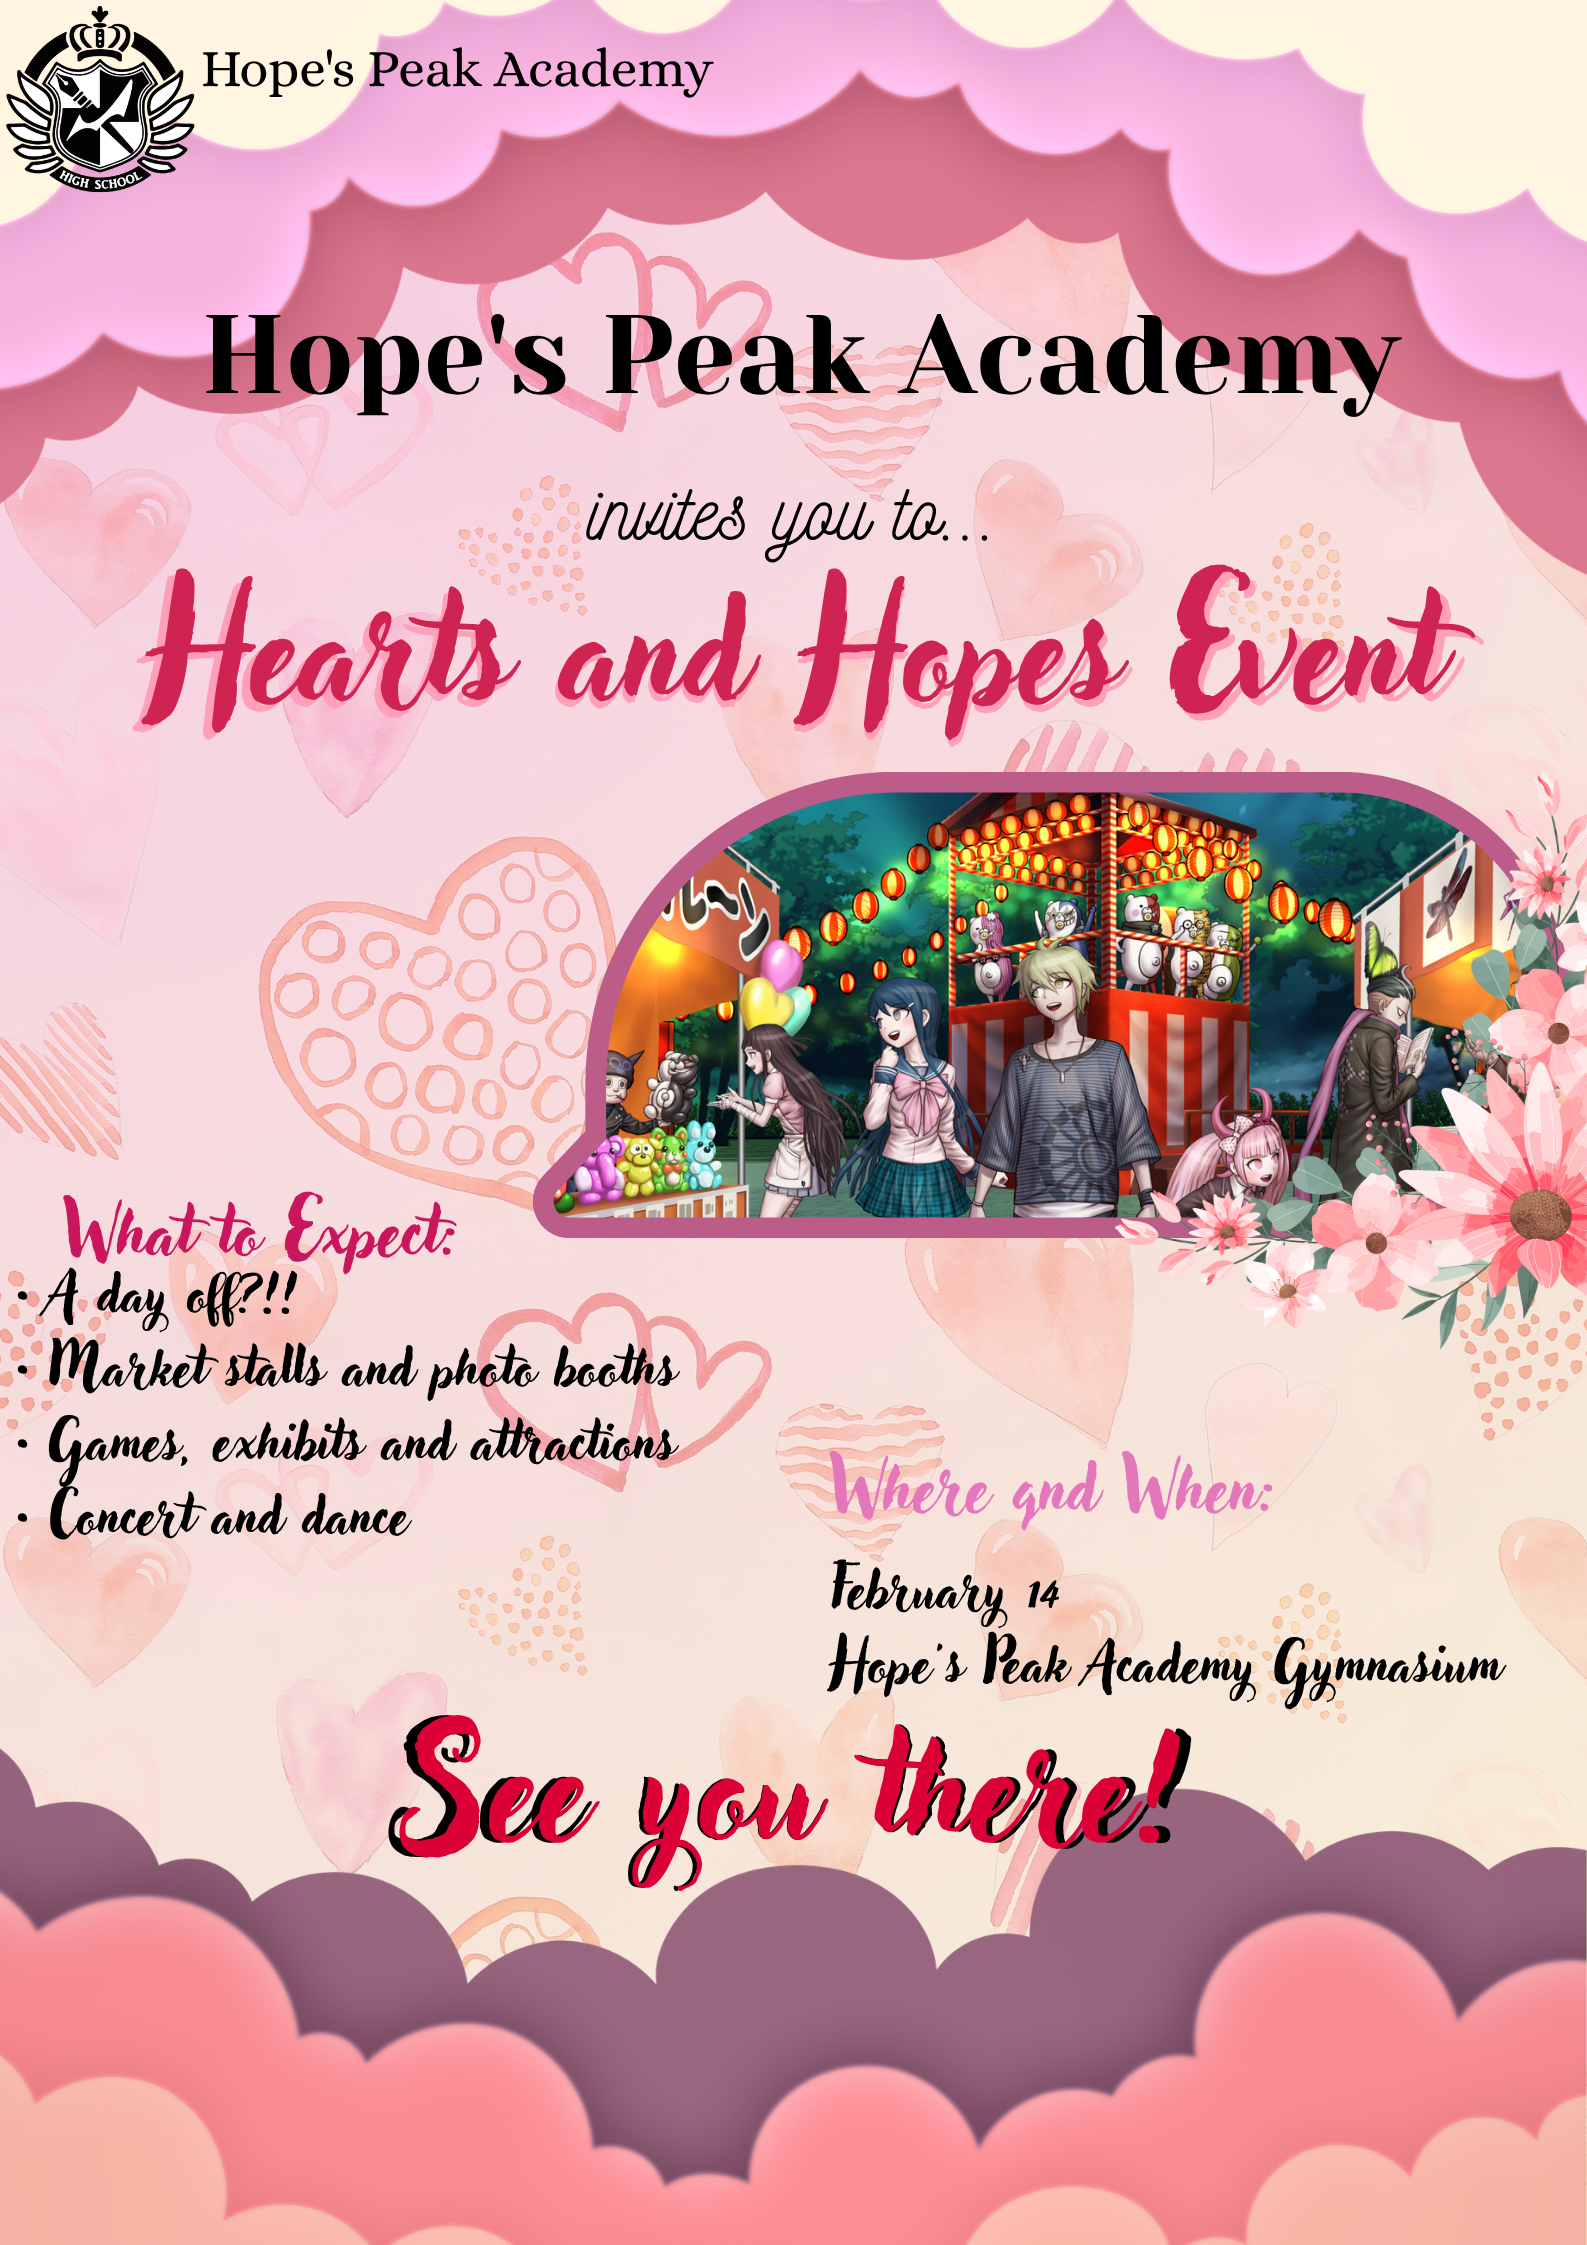 Hope's Peak Academy
HIGH SCHOOL
Hope's Peak Academy
invites you to...
Hearts and Hopes Event
What to Expect:
• A day off?!!
• Market stalls and photo booths
• Games, exhibits and attractions
• Concert and dance
Where and When:
February 14
Hope's Peak Academy Gymnasium
See you there!